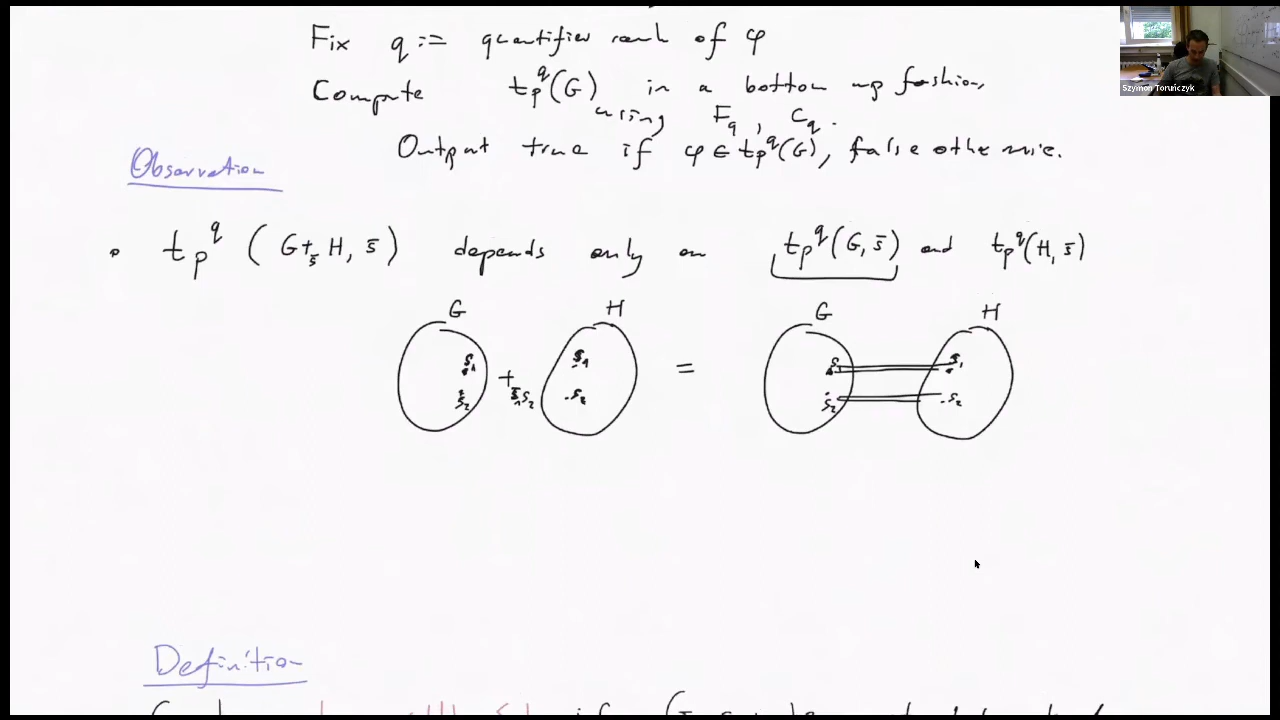 Fix q := quantifier rank of φ
Compute tp^q(G) in a bottom up fashion,
using F_q, C_q.
Output true if φ ∈ tp^q(G), false otherwise.
Observation
• tp^q (G +_s̄ H, s̄) depends only on tp^q(G, s̄) and tp^q(H, s̄)
G H G H
s₁ s₁ s₁ s₁
+ s₁s₂ =
s₂ s₂ s₂ s₂
Definition
Szymon Toruńczyk